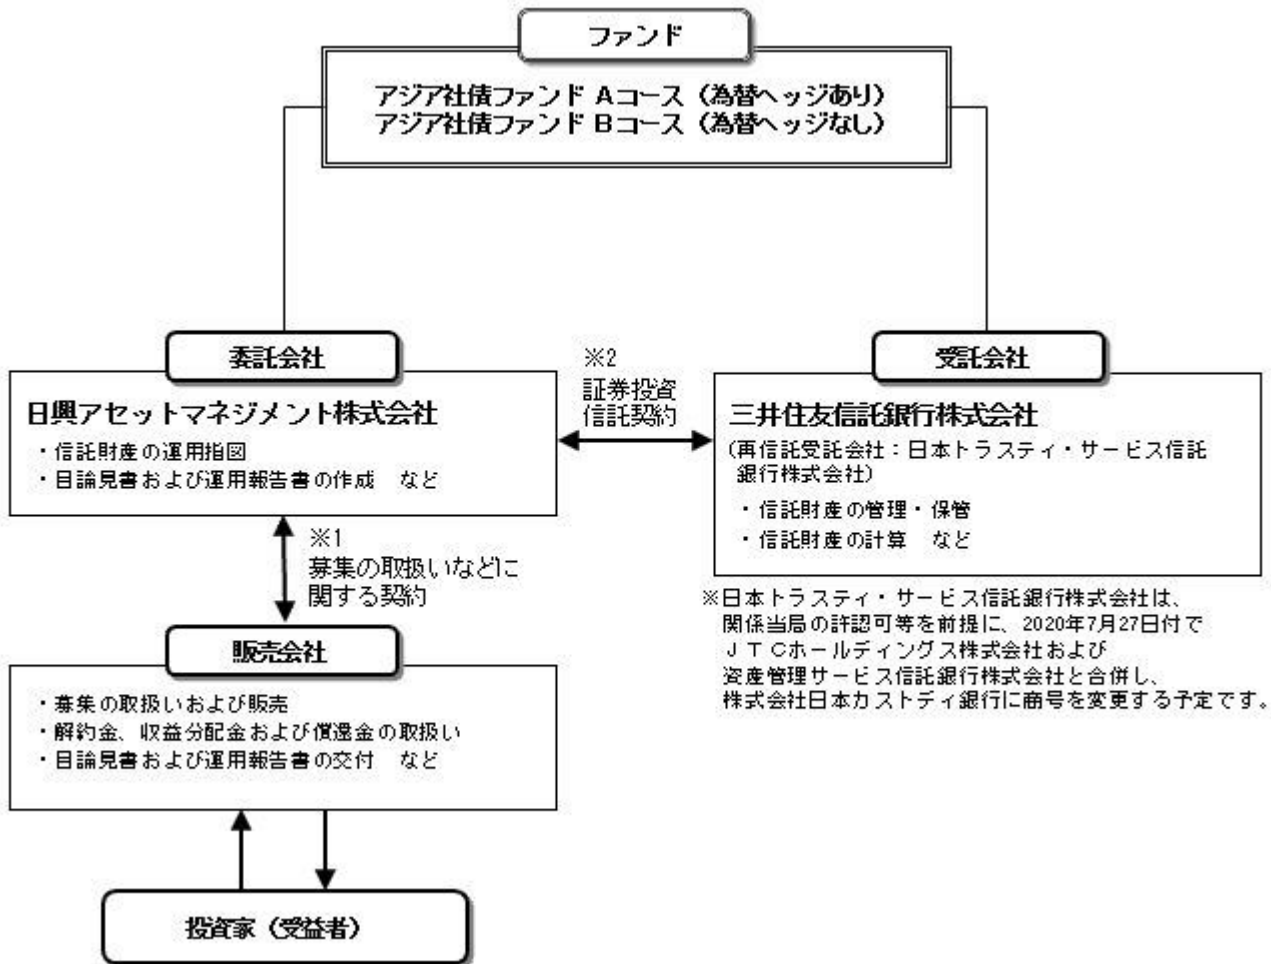 ファンド
アジア社債ファンド Aコース（為替ヘッジあり）
アジア社債ファンド Bコース（為替ヘッジなし）
委託会社
日興アセットマネジメント株式会社
・信託財産の運用指図
・目論見書および運用報告書の作成　など
※2
証券投資
信託契約
受託会社
三井住友信託銀行株式会社
(再信託受託会社：日本トラスティ・サービス信託
銀行株式会社)
・信託財産の管理・保管
・信託財産の計算　など
※日本トラスティ・サービス信託銀行株式会社は、
関係当局の許認可等を前提に、2020年7月27日付で
ＪＴＣホールディングス株式会社および
資産管理サービス信託銀行株式会社と合併し、
株式会社日本カストディ銀行に商号を変更する予定です。
※1
募集の取扱いなどに
関する契約
販売会社
・募集の取扱いおよび販売
・解約金、収益分配金および償還金の取扱い
・目論見書および運用報告書の交付　など
投資家（受益者）